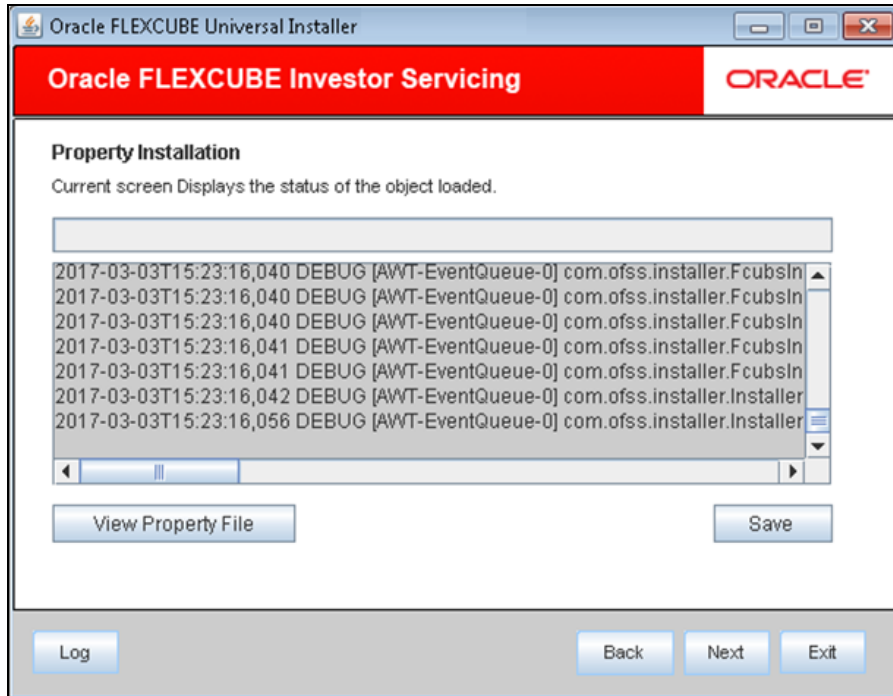 Oracle FLEXCUBE Universal Installer
Oracle FLEXCUBE Investor Servicing
ORACLE
Property Installation
Current screen Displays the status of the object loaded.
2017-03-03T15:23:16,040 DEBUG [AWT-EventQueue-0] com.ofss.installer.FcubsIn
2017-03-03T15:23:16,040 DEBUG [AWT-EventQueue-0] com.ofss.installer.FcubsIn
2017-03-03T15:23:16,040 DEBUG [AWT-EventQueue-0] com.ofss.installer.FcubsIn
2017-03-03T15:23:16,041 DEBUG [AWT-EventQueue-0] com.ofss.installer.FcubsIn
2017-03-03T15:23:16,041 DEBUG [AWT-EventQueue-0] com.ofss.installer.FcubsIn
2017-03-03T15:23:16,042 DEBUG [AWT-EventQueue-0] com.ofss.installer.Installer
2017-03-03T15:23:16,056 DEBUG [AWT-EventQueue-0] com.ofss.installer.Installer
View Property File
Save
Log
Back
Next
Exit